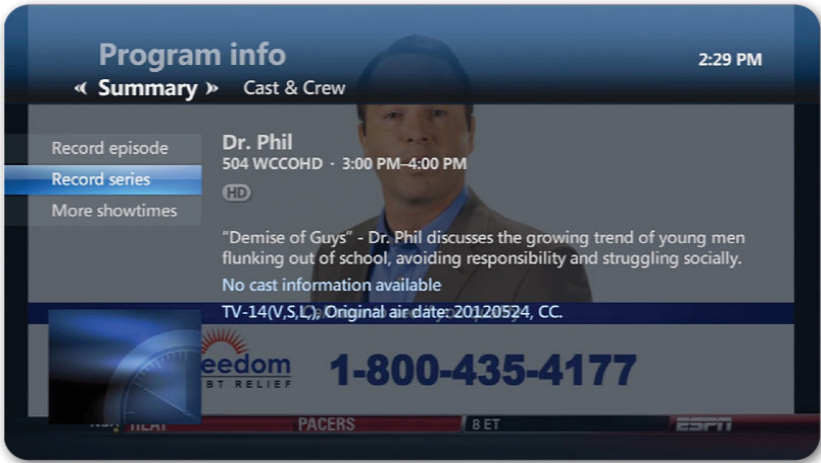 Program info
2:29 PM
« Summary » Cast & Crew
Record episode
Record series
More showtimes
Dr. Phil
504 WCCOHD · 3:00 PM–4:00 PM
HD
“Demise of Guys” - Dr. Phil discusses the growing trend of young men
flunking out of school, avoiding responsibility and struggling socially.
No cast information available
TV-14(V,S,L,), Original air date: 20120524, CC.
eedom
BT RELIEF
1-800-435-4177
HEAT PACERS 8 ET ESPN